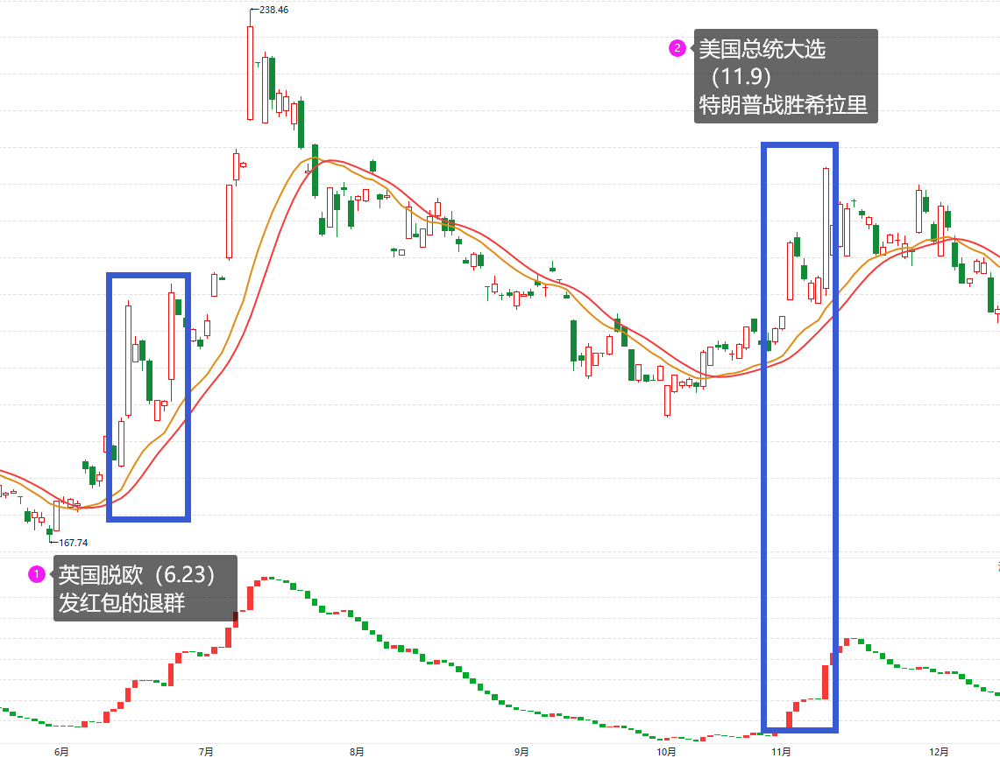 238.46
2
美国总统大选
（11.9）
特朗普战胜希拉里
167.74
1
英国脱欧（6.23）
发红包的退群
6月 7月 8月 9月 10月 11月 12月